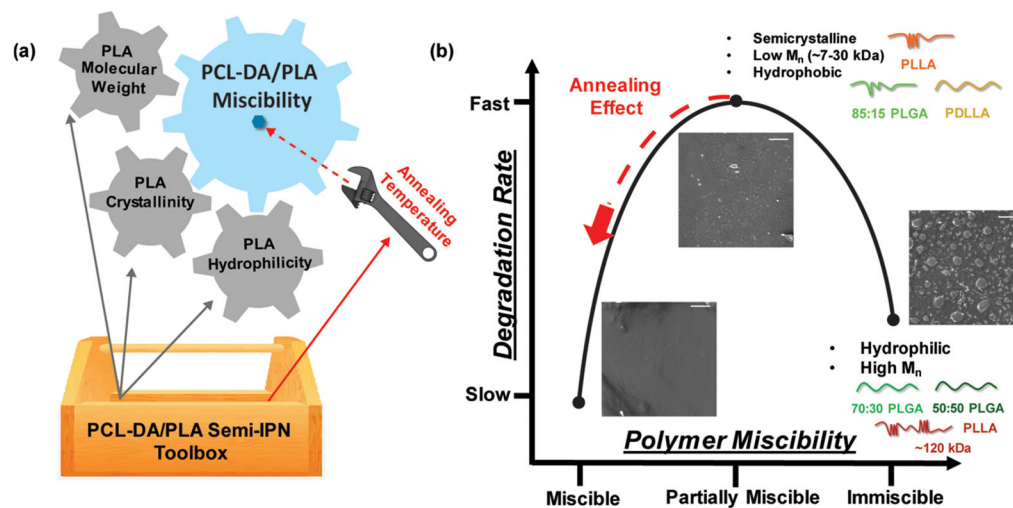 (a)
PLA
Molecular
Weight
PCL-DA/PLA
Miscibility
PLA
Crystallinity
PLA
Hydrophilicity
Annealing
Temperature
PCL-DA/PLA Semi-IPN
Toolbox
(b)
• Semicrystalline
• Low Mn (~7-30 kDa)
• Hydrophobic
PLLA
85:15 PLGA
PDLLA
Annealing
Effect
Fast
Degradation Rate
Slow
• Hydrophilic
• High Mn
70:30 PLGA
50:50 PLGA
PLLA
~120 kDa
Polymer Miscibility
Miscible
Partially Miscible
Immiscible